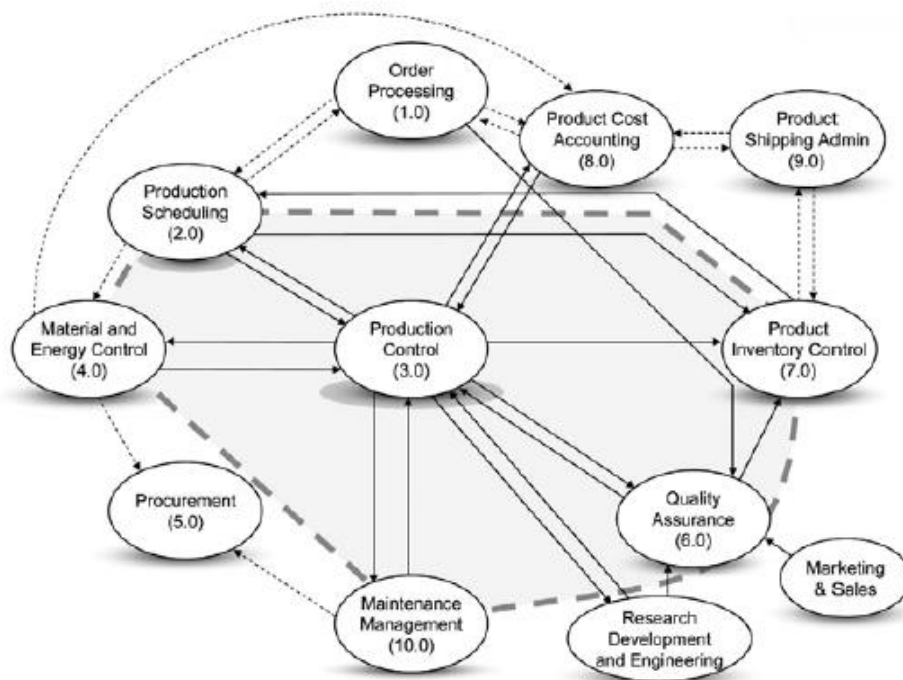 Order
Processing
(1.0)
Product Cost
Accounting
(8.0)
Product
Shipping Admin
(9.0)
Production
Scheduling
(2.0)
Material and
Energy Control
(4.0)
Production
Control
(3.0)
Product
Inventory Control
(7.0)
Procurement
(5.0)
Quality
Assurance
(6.0)
Marketing
& Sales
Maintenance
Management
(10.0)
Research
Development
and Engineering